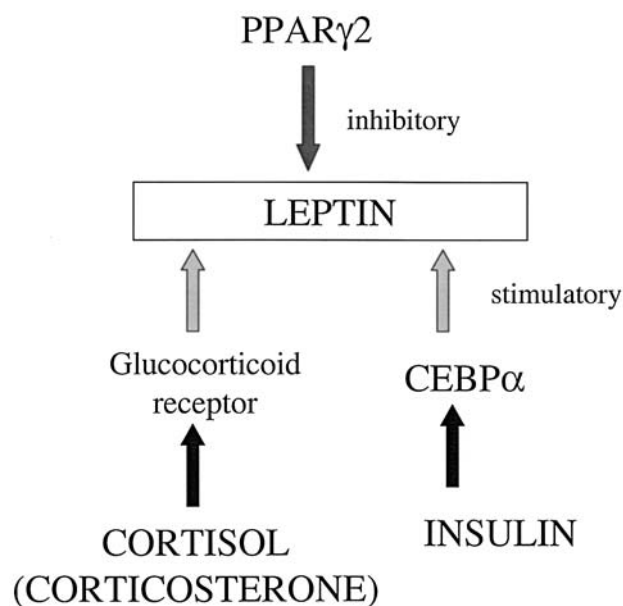 PPARγ2
inhibitory
LEPTIN
stimulatory
Glucocorticoid
receptor
CEBPα
CORTISOL
(CORTICOSTERONE)
INSULIN